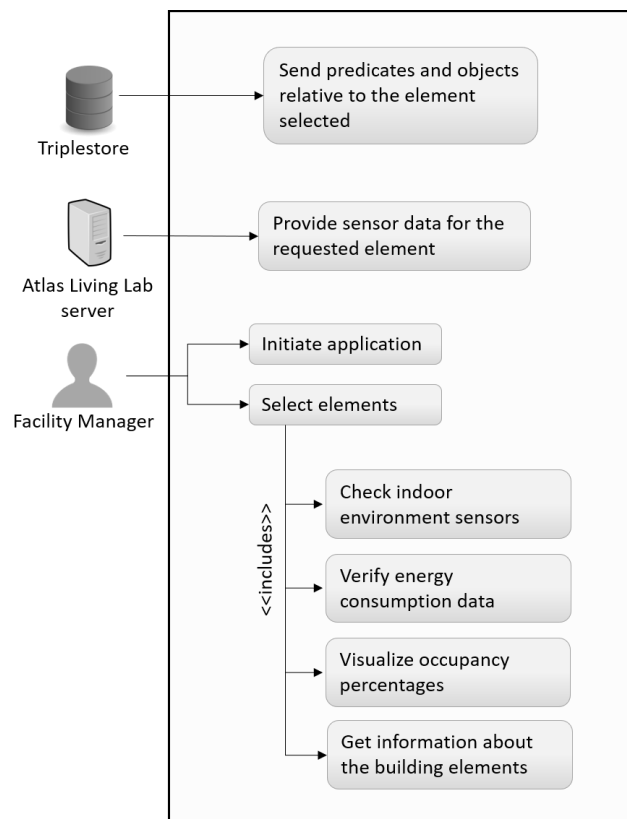 Send predicates and objects
relative to the element
selected
Triplestore
Provide sensor data for the
requested element
Atlas Living Lab
server
Initiate application
Facility Manager
Select elements
<<includes>>
Check indoor
environment sensors
Verify energy
consumption data
Visualize occupancy
percentages
Get information about
the building elements